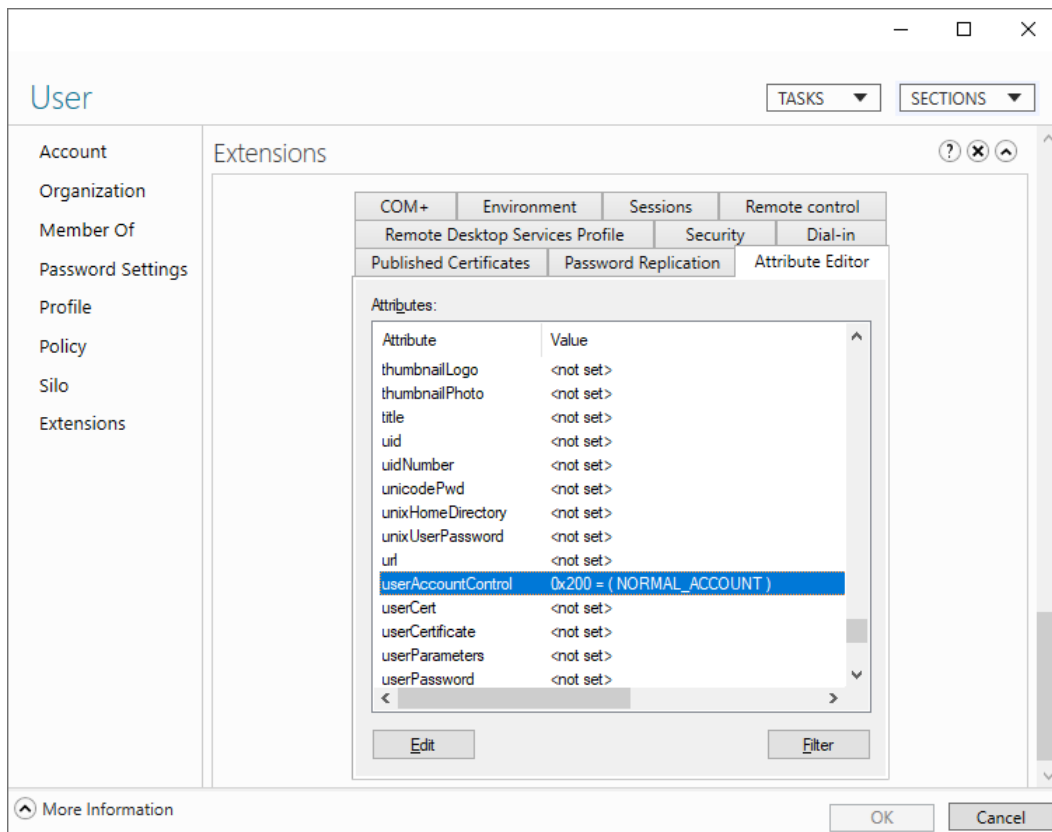 User
TASKS
SECTIONS
Account
Organization
Member Of
Password Settings
Profile
Policy
Silo
Extensions
Extensions
COM+ Environment Sessions Remote control
Remote Desktop Services Profile Security Dial-in
Published Certificates Password Replication Attribute Editor
Attributes:
Attribute Value
thumbnailLogo <not set>
thumbnailPhoto <not set>
title <not set>
uid <not set>
uidNumber <not set>
unicodePwd <not set>
unixHomeDirectory <not set>
unixUserPassword <not set>
url <not set>
userAccountControl 0x200 = ( NORMAL_ACCOUNT )
userCert <not set>
userCertificate <not set>
userParameters <not set>
userPassword <not set>
Edit Filter
More Information
OK Cancel